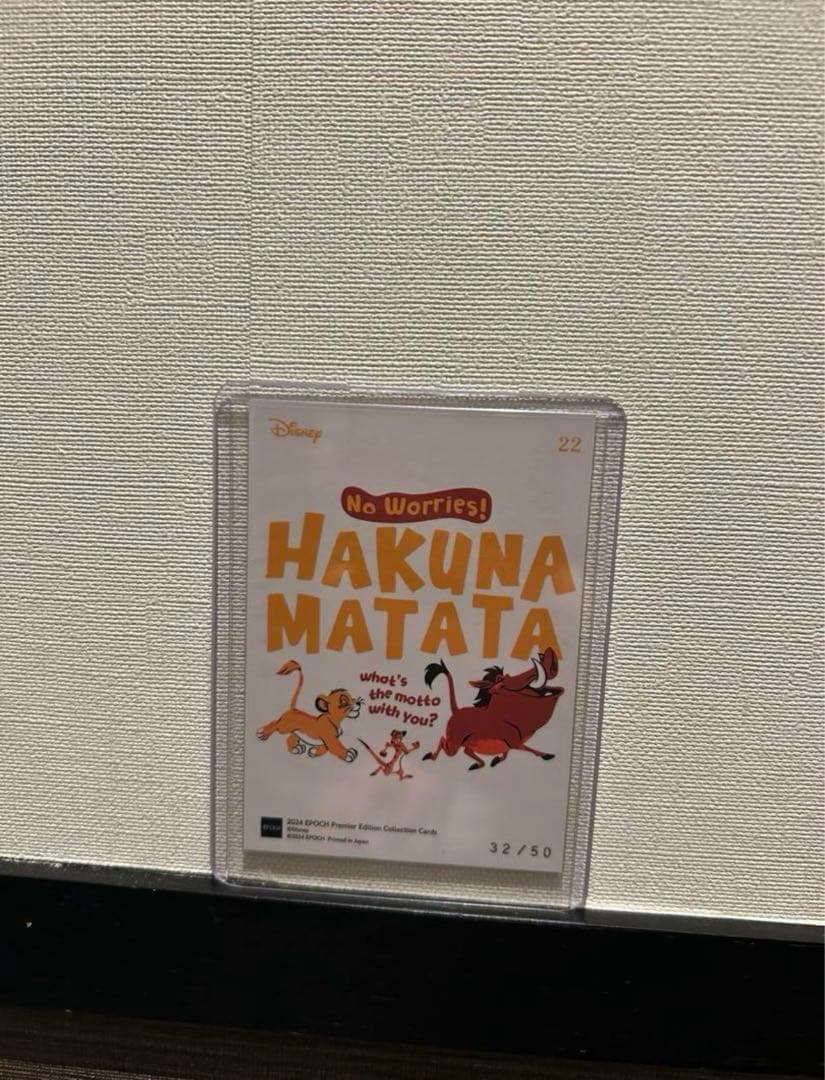 Disney
22
No Worries!
HAKUNA
MATATA
what's
the motto
with you?
EPOCH
2024 EPOCH Premier Edition Collection Cards
©Disney
©2024 EPOCH Printed in Japan
32/50